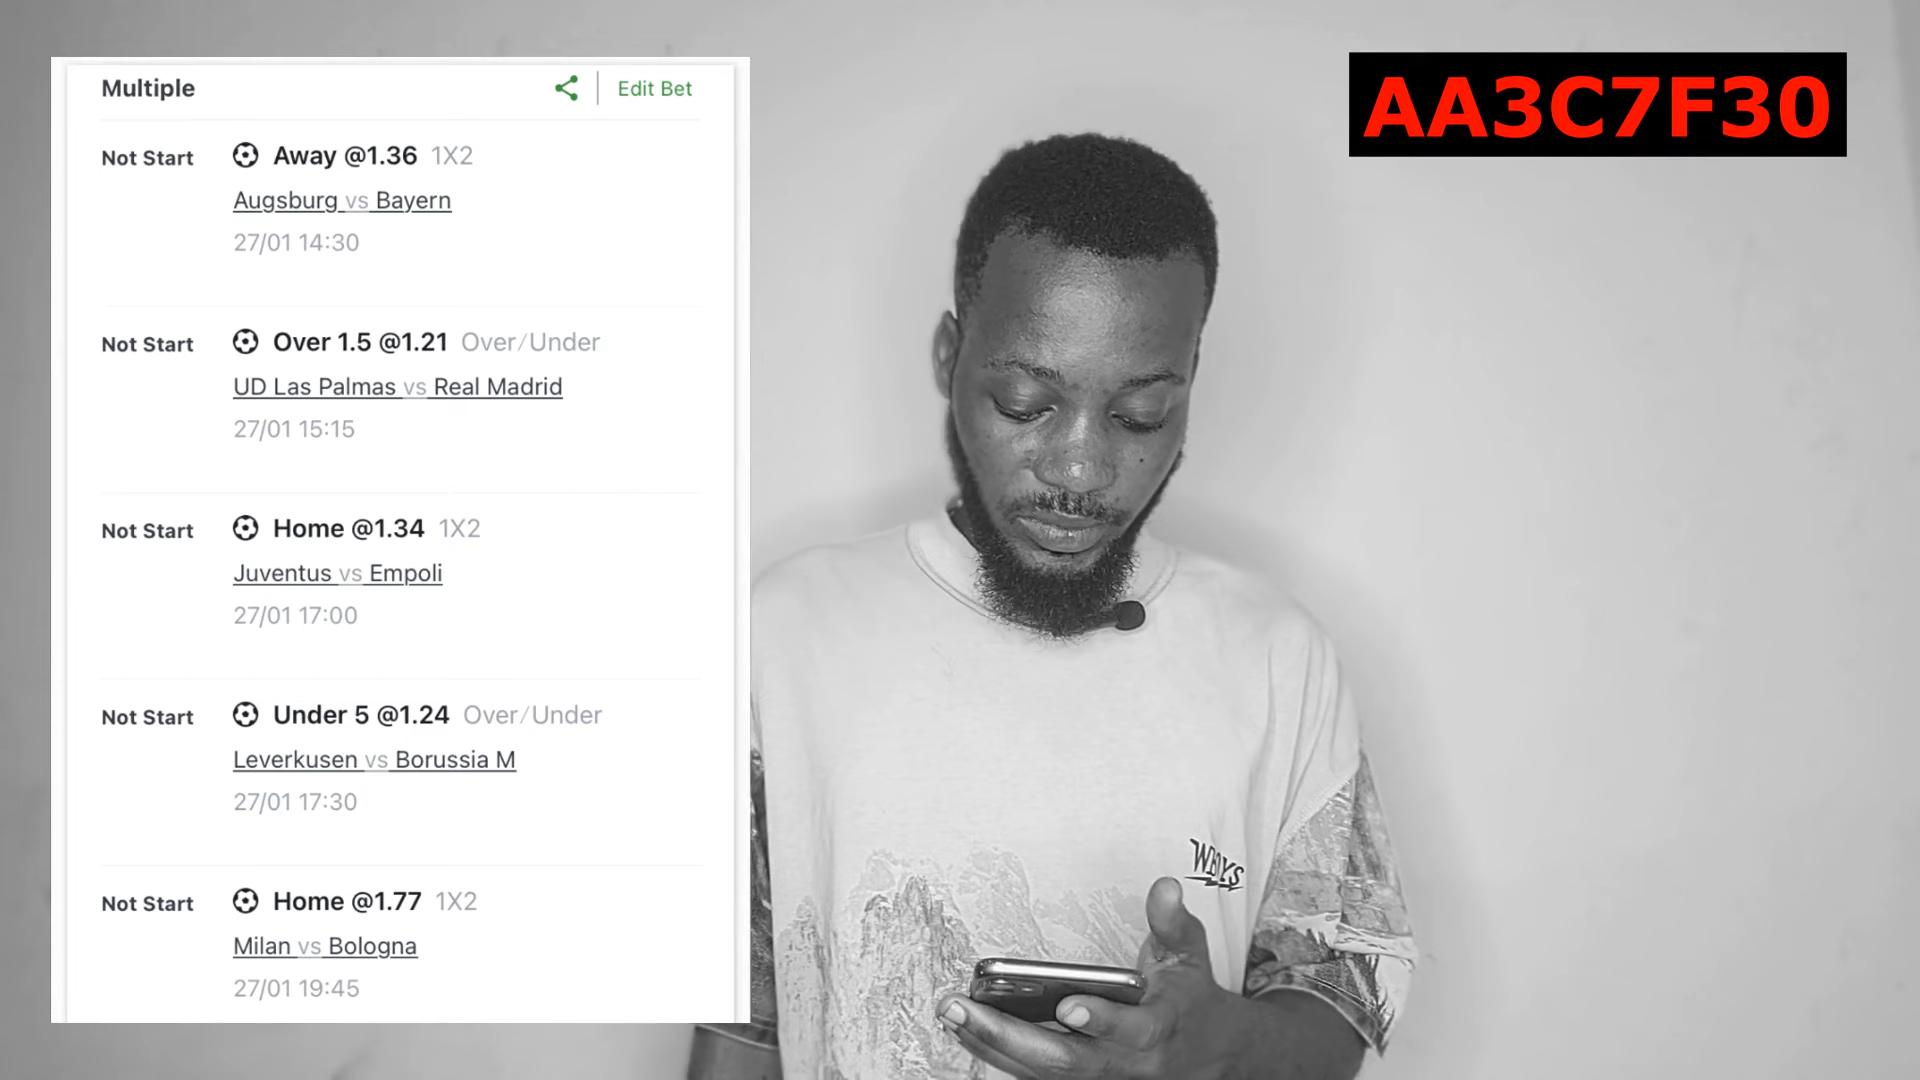 Multiple
Edit Bet
Not Start
Away @1.36 1X2
Augsburg vs Bayern
27/01 14:30
Not Start
Over 1.5 @1.21 Over/Under
UD Las Palmas vs Real Madrid
27/01 15:15
Not Start
Home @1.34 1X2
Juventus vs Empoli
27/01 17:00
Not Start
Under 5 @1.24 Over/Under
Leverkusen vs Borussia M
27/01 17:30
Not Start
Home @1.77 1X2
Milan vs Bologna
27/01 19:45
AA3C7F30
WBOYS